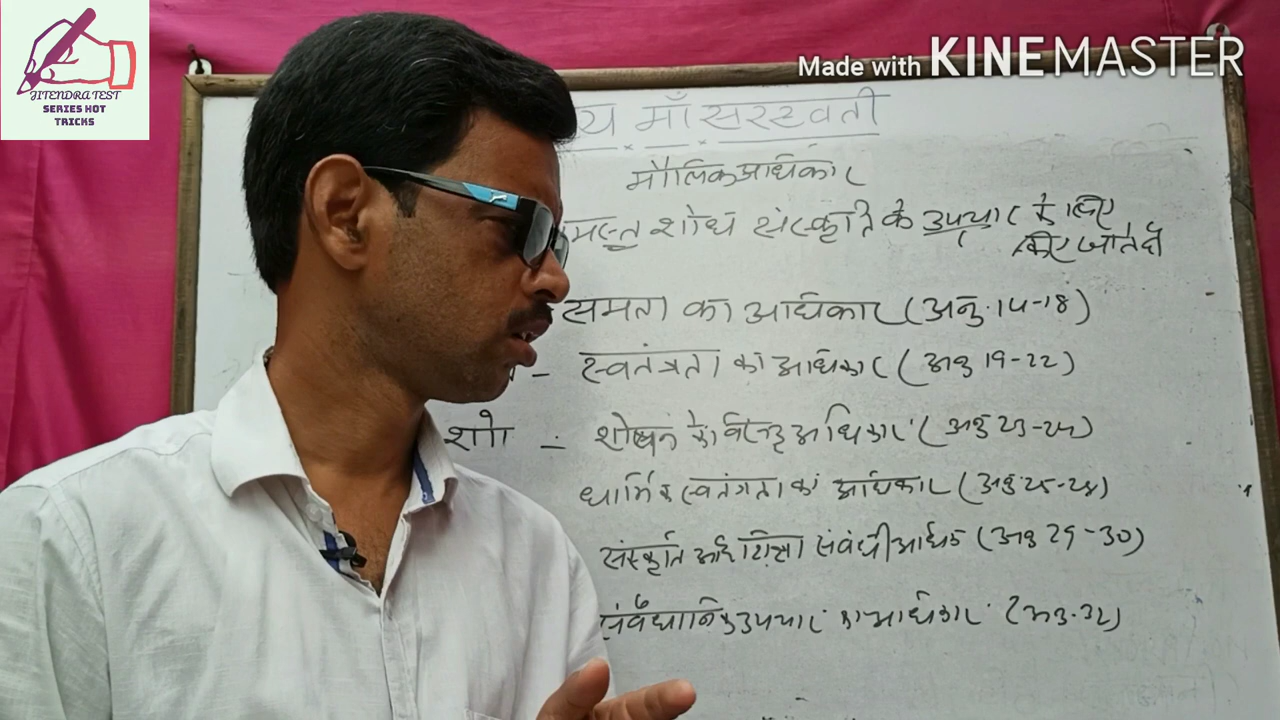 JITENDRA TEST
SERIES HOT
TRICKS
Made with KINEMASTER
य माँ सरस्वती
मौलिक अधिकार
शोध संस्कृति के उपचार के लिए
किए जाते हैं
समता का अधिकार (अनु. 14-18)
- स्वतंत्रता का अधिकार (अनु 19-22)
शो - शोषण के विरुद्ध अधिकार (अनु 23-24)
धार्मिक स्वतंत्रता का अधिकार (अनु 25-28)
संस्कृति और शिक्षा संबंधी अधि० (अनु 29-30)
संवैधानिक उपचार का अधिकार (अनु. 32)